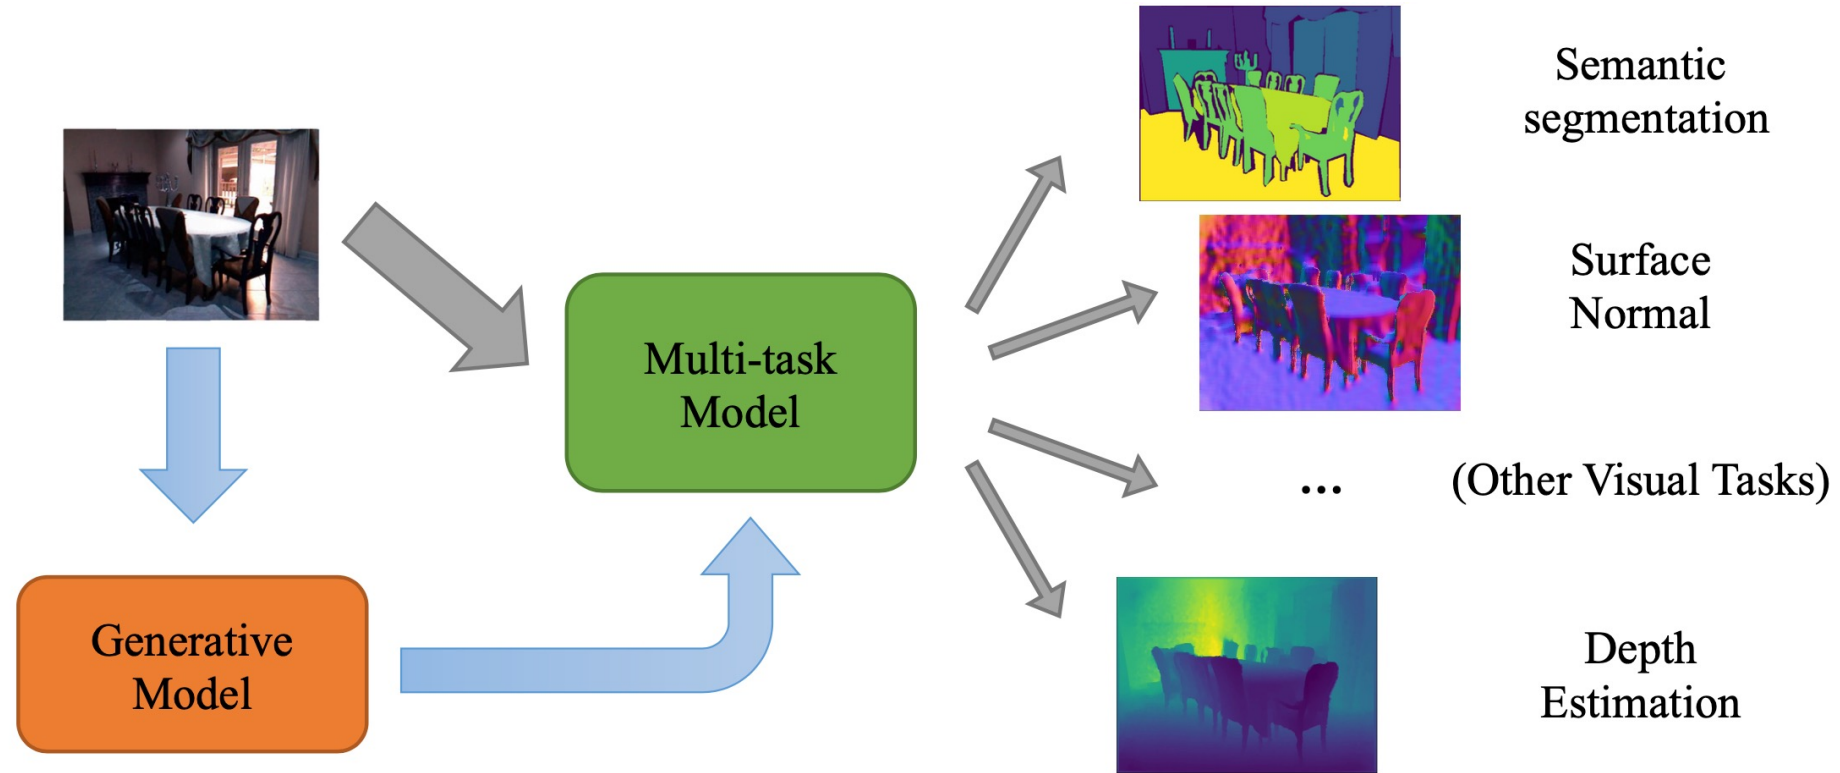 Semantic
segmentation
Surface
Normal
Multi-task
Model
... (Other Visual Tasks)
Generative
Model
Depth
Estimation